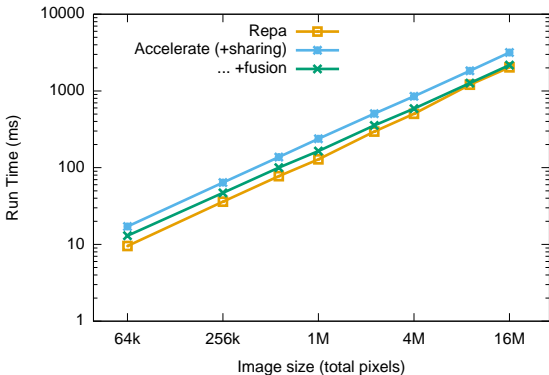 10000
1000
100
10
1
Run Time (ms)
Repa
Accelerate (+sharing)
... +fusion
64k 256k 1M 4M 16M
Image size (total pixels)